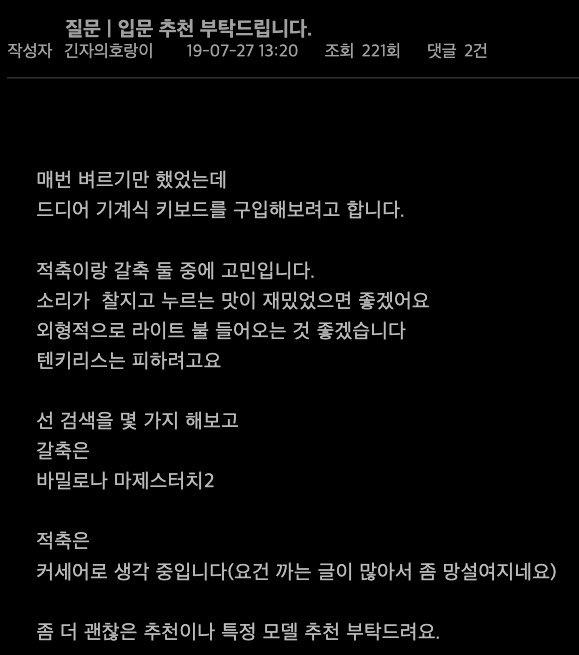 질문 | 입문 추천 부탁드립니다.
작성자 긴자의호랑이 19-07-27 13:20 조회 221회 댓글 2건
매번 벼르기만 했었는데
드디어 기계식 키보드를 구입해보려고 합니다.
적축이랑 갈축 둘 중에 고민입니다.
소리가 찰지고 누르는 맛이 재밌었으면 좋겠어요
외형적으로 라이트 불 들어오는 것 좋겠습니다
텐키리스는 피하려고요
선 검색을 몇 가지 해보고
갈축은
바밀로나 마제스터치2
적축은
커세어로 생각 중입니다(요건 까는 글이 많아서 좀 망설여지네요)
좀 더 괜찮은 추천이나 특정 모델 추천 부탁드려요.